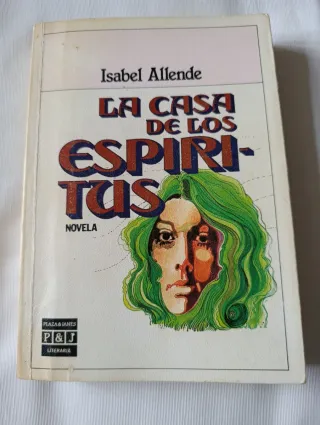 Isabel Allende
LA CASA
DE LOS
ESPIRI-
TUS
NOVELA
PLAZA & JANES
P&J
LITERARIA